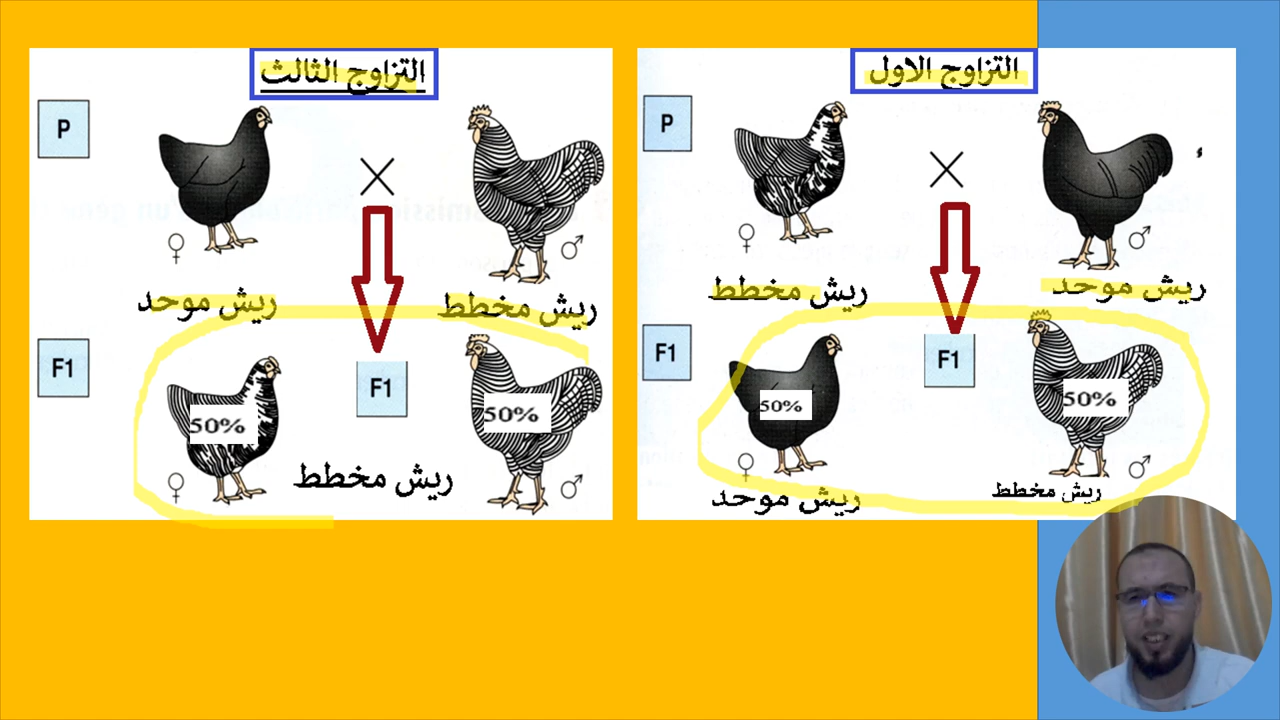 التزاوج الاول
P
♀
♂
ريش مخطط
ريش موحد
F1
F1
50%
50%
♀
♂
ريش موحد
ريش مخطط
التزاوج الثالث
P
♀
♂
ريش موحد
ريش مخطط
F1
F1
50%
50%
♀
♂
ريش مخطط